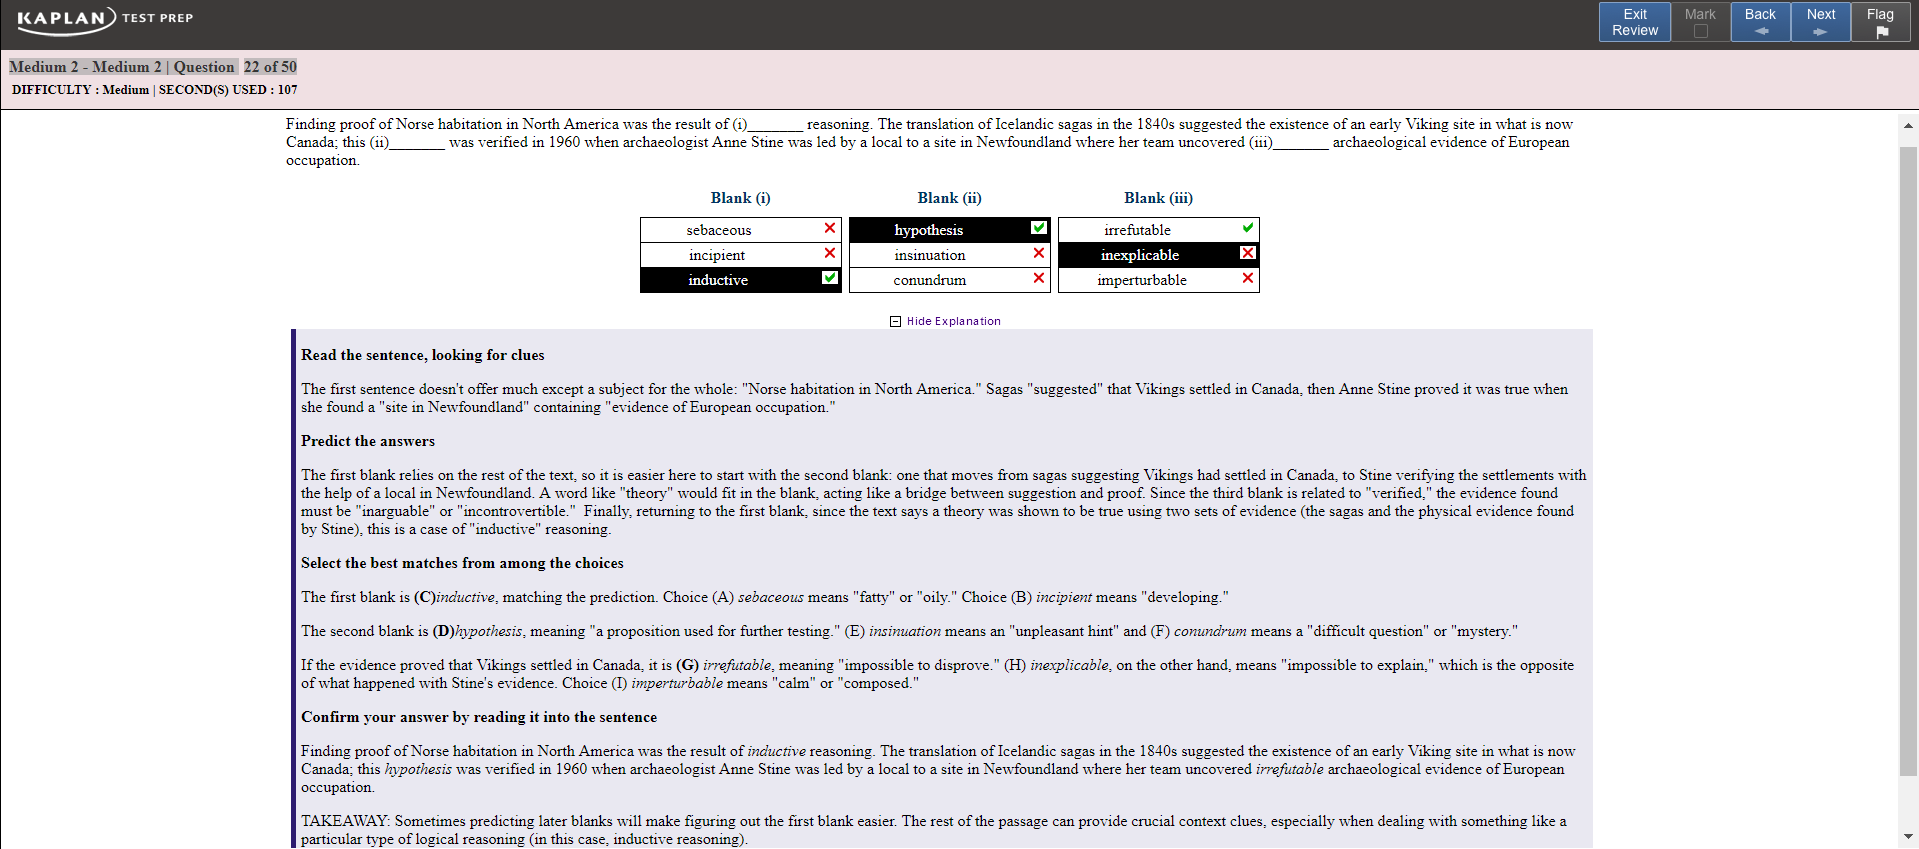 KAPLAN TEST PREP
Exit Review
Mark
Back
Next
Flag
Medium 2 - Medium 2 | Question 22 of 50
DIFFICULTY : Medium | SECOND(S) USED : 107
Finding proof of Norse habitation in North America was the result of (i)_______ reasoning. The translation of Icelandic sagas in the 1840s suggested the existence of an early Viking site in what is now
Canada; this (ii)_______ was verified in 1960 when archaeologist Anne Stine was led by a local to a site in Newfoundland where her team uncovered (iii)_______ archaeological evidence of European
occupation.
Blank (i) Blank (ii) Blank (iii)
sebaceous hypothesis irrefutable
incipient insinuation inexplicable
inductive conundrum imperturbable
Hide Explanation
Read the sentence, looking for clues
The first sentence doesn't offer much except a subject for the whole: "Norse habitation in North America." Sagas "suggested" that Vikings settled in Canada, then Anne Stine proved it was true when
she found a "site in Newfoundland" containing "evidence of European occupation."
Predict the answers
The first blank relies on the rest of the text, so it is easier here to start with the second blank: one that moves from sagas suggesting Vikings had settled in Canada, to Stine verifying the settlements with
the help of a local in Newfoundland. A word like "theory" would fit in the blank, acting like a bridge between suggestion and proof. Since the third blank is related to "verified," the evidence found
must be "inarguable" or "incontrovertible." Finally, returning to the first blank, since the text says a theory was shown to be true using two sets of evidence (the sagas and the physical evidence found
by Stine), this is a case of "inductive" reasoning.
Select the best matches from among the choices
The first blank is (C)inductive, matching the prediction. Choice (A) sebaceous means "fatty" or "oily." Choice (B) incipient means "developing."
The second blank is (D)hypothesis, meaning "a proposition used for further testing." (E) insinuation means an "unpleasant hint" and (F) conundrum means a "difficult question" or "mystery."
If the evidence proved that Vikings settled in Canada, it is (G) irrefutable, meaning "impossible to disprove." (H) inexplicable, on the other hand, means "impossible to explain," which is the opposite
of what happened with Stine's evidence. Choice (I) imperturbable means "calm" or "composed."
Confirm your answer by reading it into the sentence
Finding proof of Norse habitation in North America was the result of inductive reasoning. The translation of Icelandic sagas in the 1840s suggested the existence of an early Viking site in what is now
Canada; this hypothesis was verified in 1960 when archaeologist Anne Stine was led by a local to a site in Newfoundland where her team uncovered irrefutable archaeological evidence of European
occupation.
TAKEAWAY: Sometimes predicting later blanks will make figuring out the first blank easier. The rest of the passage can provide crucial context clues, especially when dealing with something like a
particular type of logical reasoning (in this case, inductive reasoning).